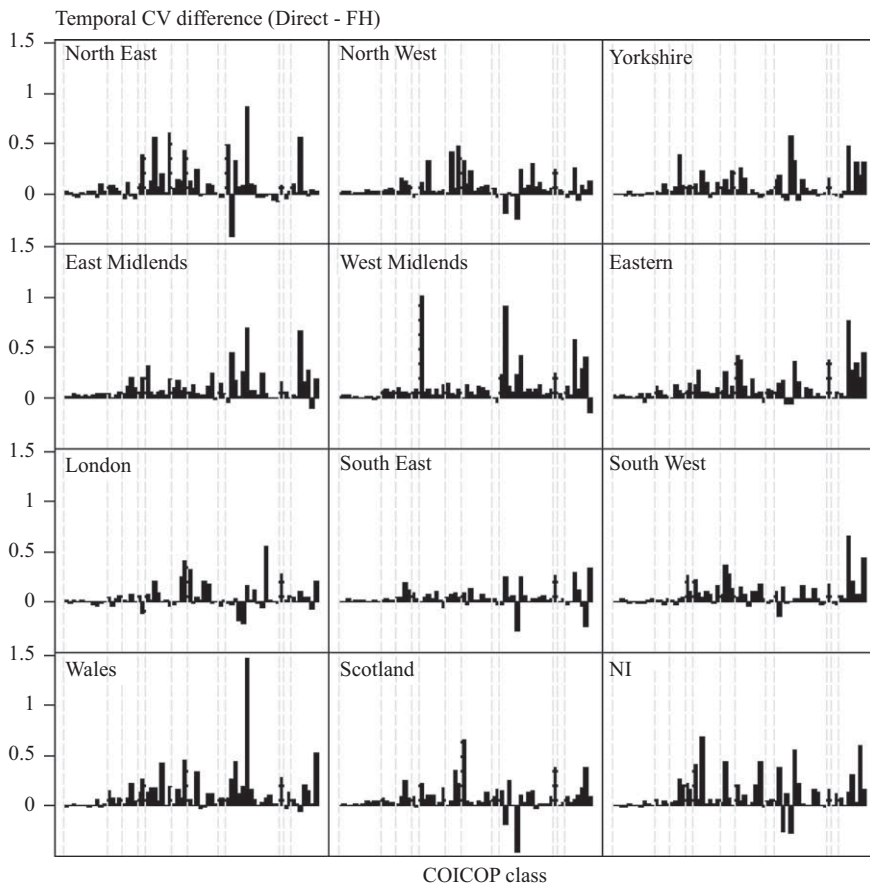 Temporal CV difference (Direct - FH)
1.5
North East
North West
Yorkshire
1
0.5
0
1.5
East Midlends
West Midlends
Eastern
1
0.5
0
1.5
London
South East
South West
1
0.5
0
1.5
Wales
Scotland
NI
1
0.5
0
COICOP class